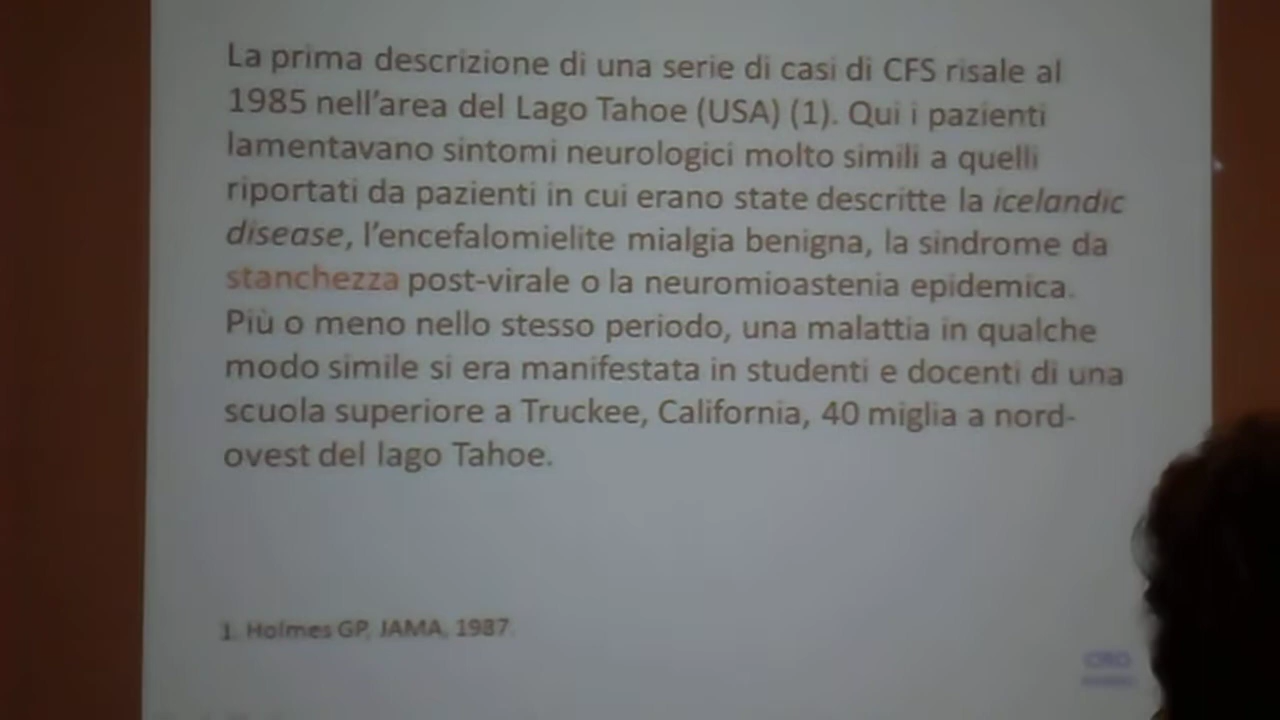 La prima descrizione di una serie di casi di CFS risale al
1985 nell'area del Lago Tahoe (USA) (1). Qui i pazienti
lamentavano sintomi neurologici molto simili a quelli
riportati da pazienti in cui erano state descritte la icelandic
disease, l'encefalomielite mialgia benigna, la sindrome da
stanchezza post-virale o la neuromioastenia epidemica.
Più o meno nello stesso periodo, una malattia in qualche
modo simile si era manifestata in studenti e docenti di una
scuola superiore a Truckee, California, 40 miglia a nord-
ovest del lago Tahoe.
1. Holmes GP, JAMA, 1987.